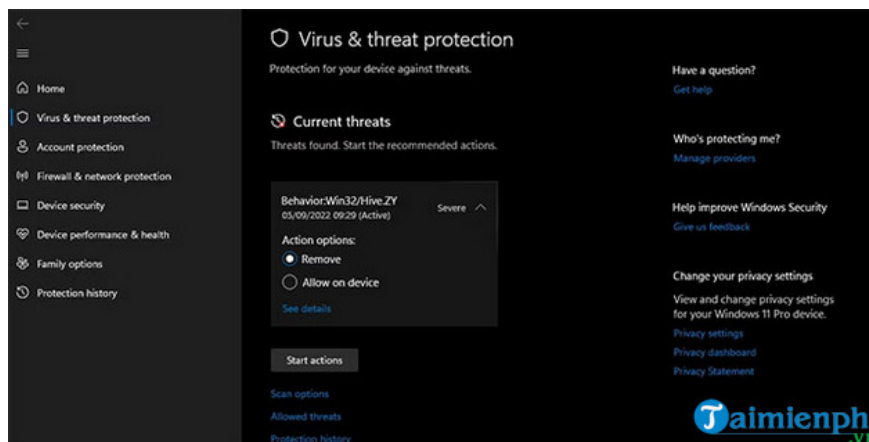 Home
Virus & threat protection
Account protection
Firewall & network protection
Device security
Device performance & health
Family options
Protection history
Virus & threat protection
Protection for your device against threats.
Current threats
Threats found. Start the recommended actions.
Behavior:Win32/Hive.ZY
05/09/2022 09:29 (Active)
Severe
Action options:
Remove
Allow on device
See details
Start actions
Scan options
Allowed threats
Protection history
Have a question?
Get help
Who's protecting me?
Manage providers
Help improve Windows Security
Give us feedback
Change your privacy settings
View and change privacy settings
for your Windows 11 Pro device.
Privacy settings
Privacy dashboard
Privacy Statement
Taimienph
.vn